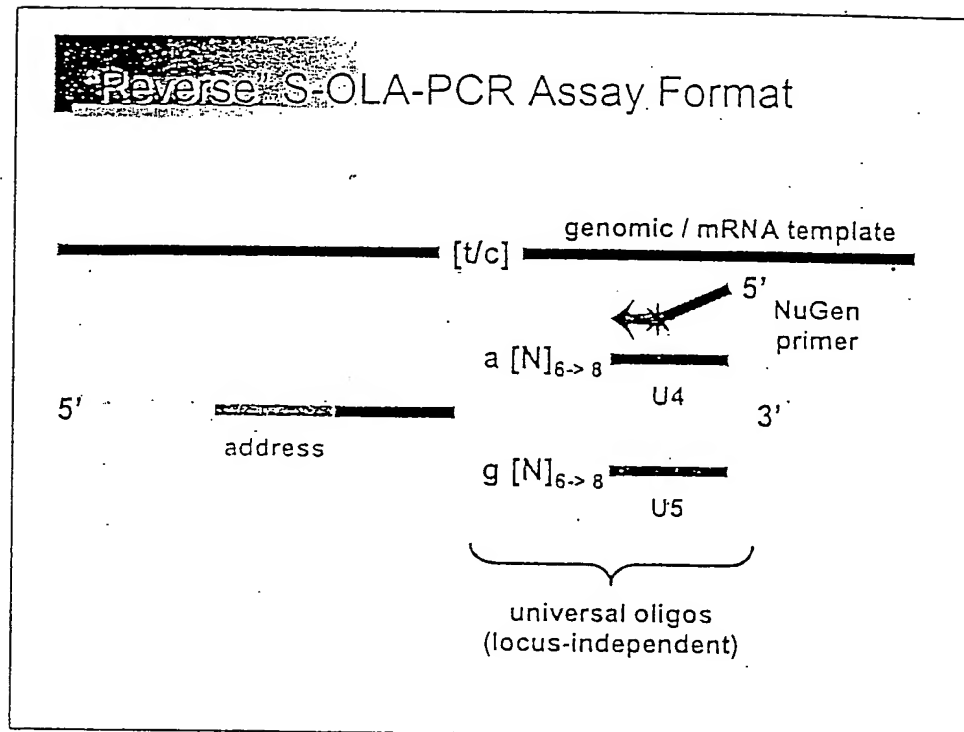 "Reverse" S-OLA-PCR Assay Format
genomic / mRNA template
[t/c]
5'
NuGen
primer
a [N]6-> 8
U4
5'
3'
address
g [N]6-> 8
U5
universal oligos
(locus-independent)